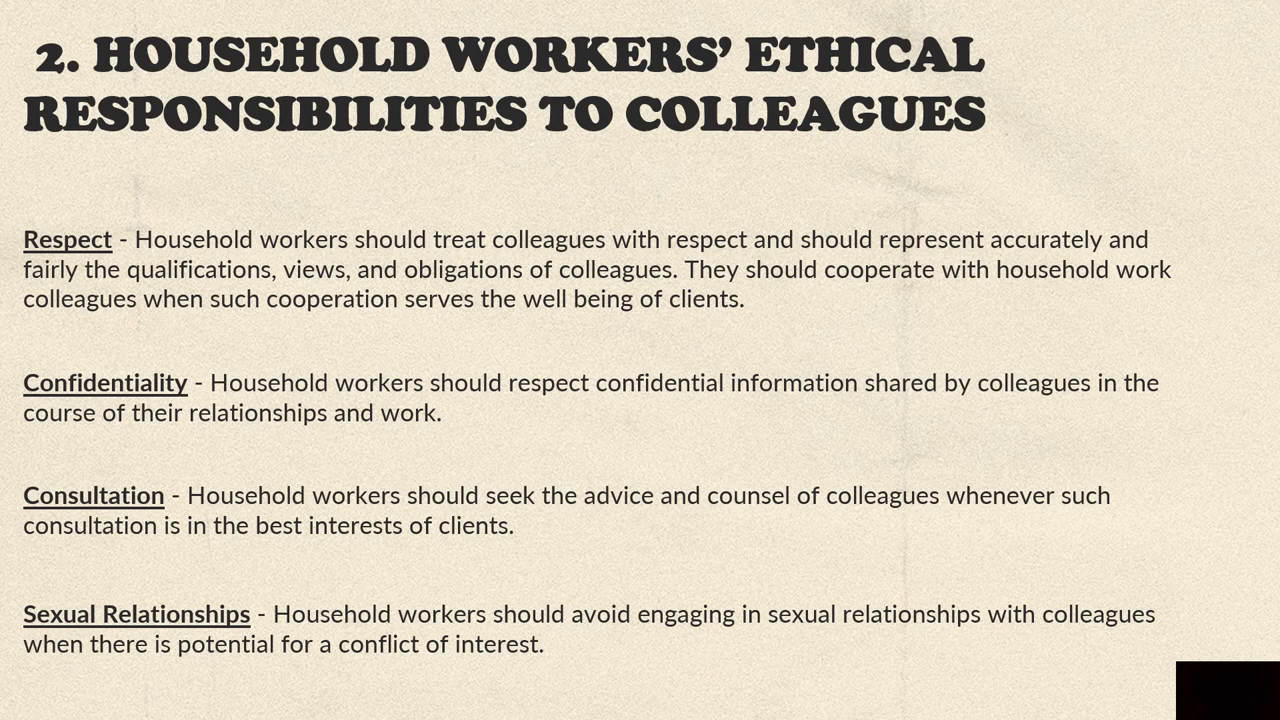 2. HOUSEHOLD WORKERS’ ETHICAL
RESPONSIBILITIES TO COLLEAGUES
Respect - Household workers should treat colleagues with respect and should represent accurately and
fairly the qualifications, views, and obligations of colleagues. They should cooperate with household work
colleagues when such cooperation serves the well being of clients.
Confidentiality - Household workers should respect confidential information shared by colleagues in the
course of their relationships and work.
Consultation - Household workers should seek the advice and counsel of colleagues whenever such
consultation is in the best interests of clients.
Sexual Relationships - Household workers should avoid engaging in sexual relationships with colleagues
when there is potential for a conflict of interest.